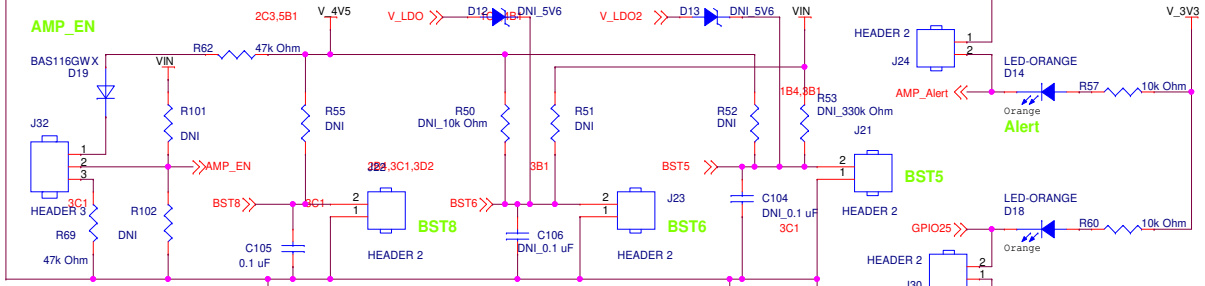 AMP_EN
2C3,5B1
V_4V5
V_LDO
D12
DNI_5V6
V_LDO2
D13
DNI_5V6
VIN
V_3V3
R62
47k Ohm
BAS116GWX
D19
VIN
HEADER 2
J24
1
2
LED-ORANGE
D14
R57
10k Ohm
AMP_Alert
Orange
Alert
R101
DNI
R55
DNI
R50
DNI_10k Ohm
R51
DNI
R52
DNI
1B4,3B1
R53
DNI_330k Ohm
J32
1
2
3
AMP_EN
3B1
BST5
J21
2
1
BST5
HEADER 2
3C1
HEADER 3
R69
47k Ohm
R102
DNI
BST8
3C1
J22
2
1
BST8
HEADER 2
C105
0.1 uF
BST6
2
1
J23
BST6
HEADER 2
C106
DNI_0.1 uF
C104
DNI_0.1 uF
3C1
LED-ORANGE
D18
R60
10k Ohm
GPIO25
Orange
HEADER 2
2
1
J30